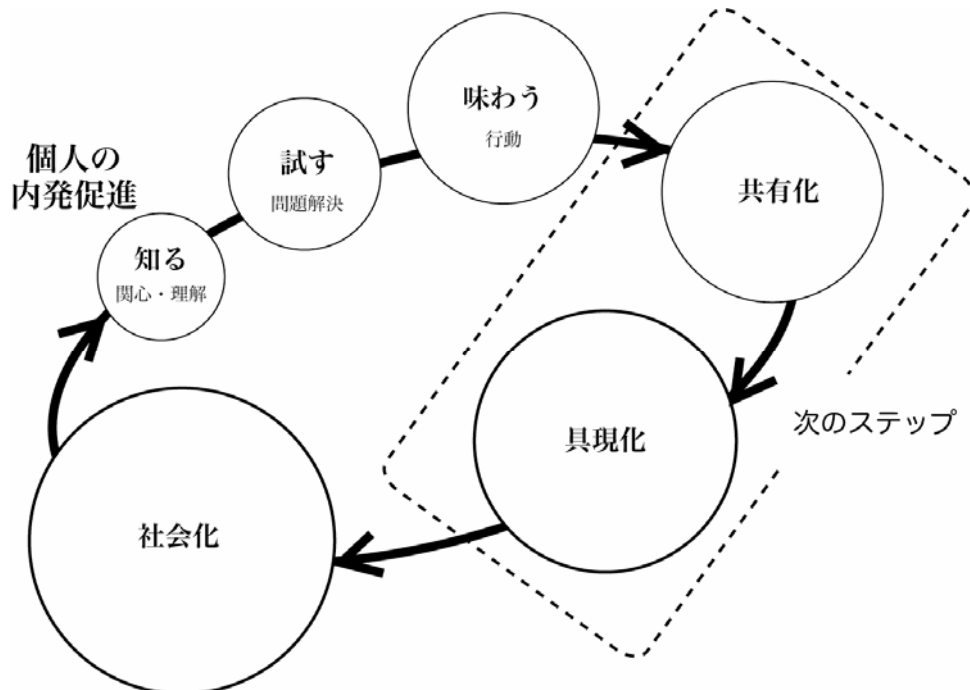 個人の
内発促進
知る
関心・理解
試す
問題解決
味わう
行動
共有化
具現化
次のステップ
社会化